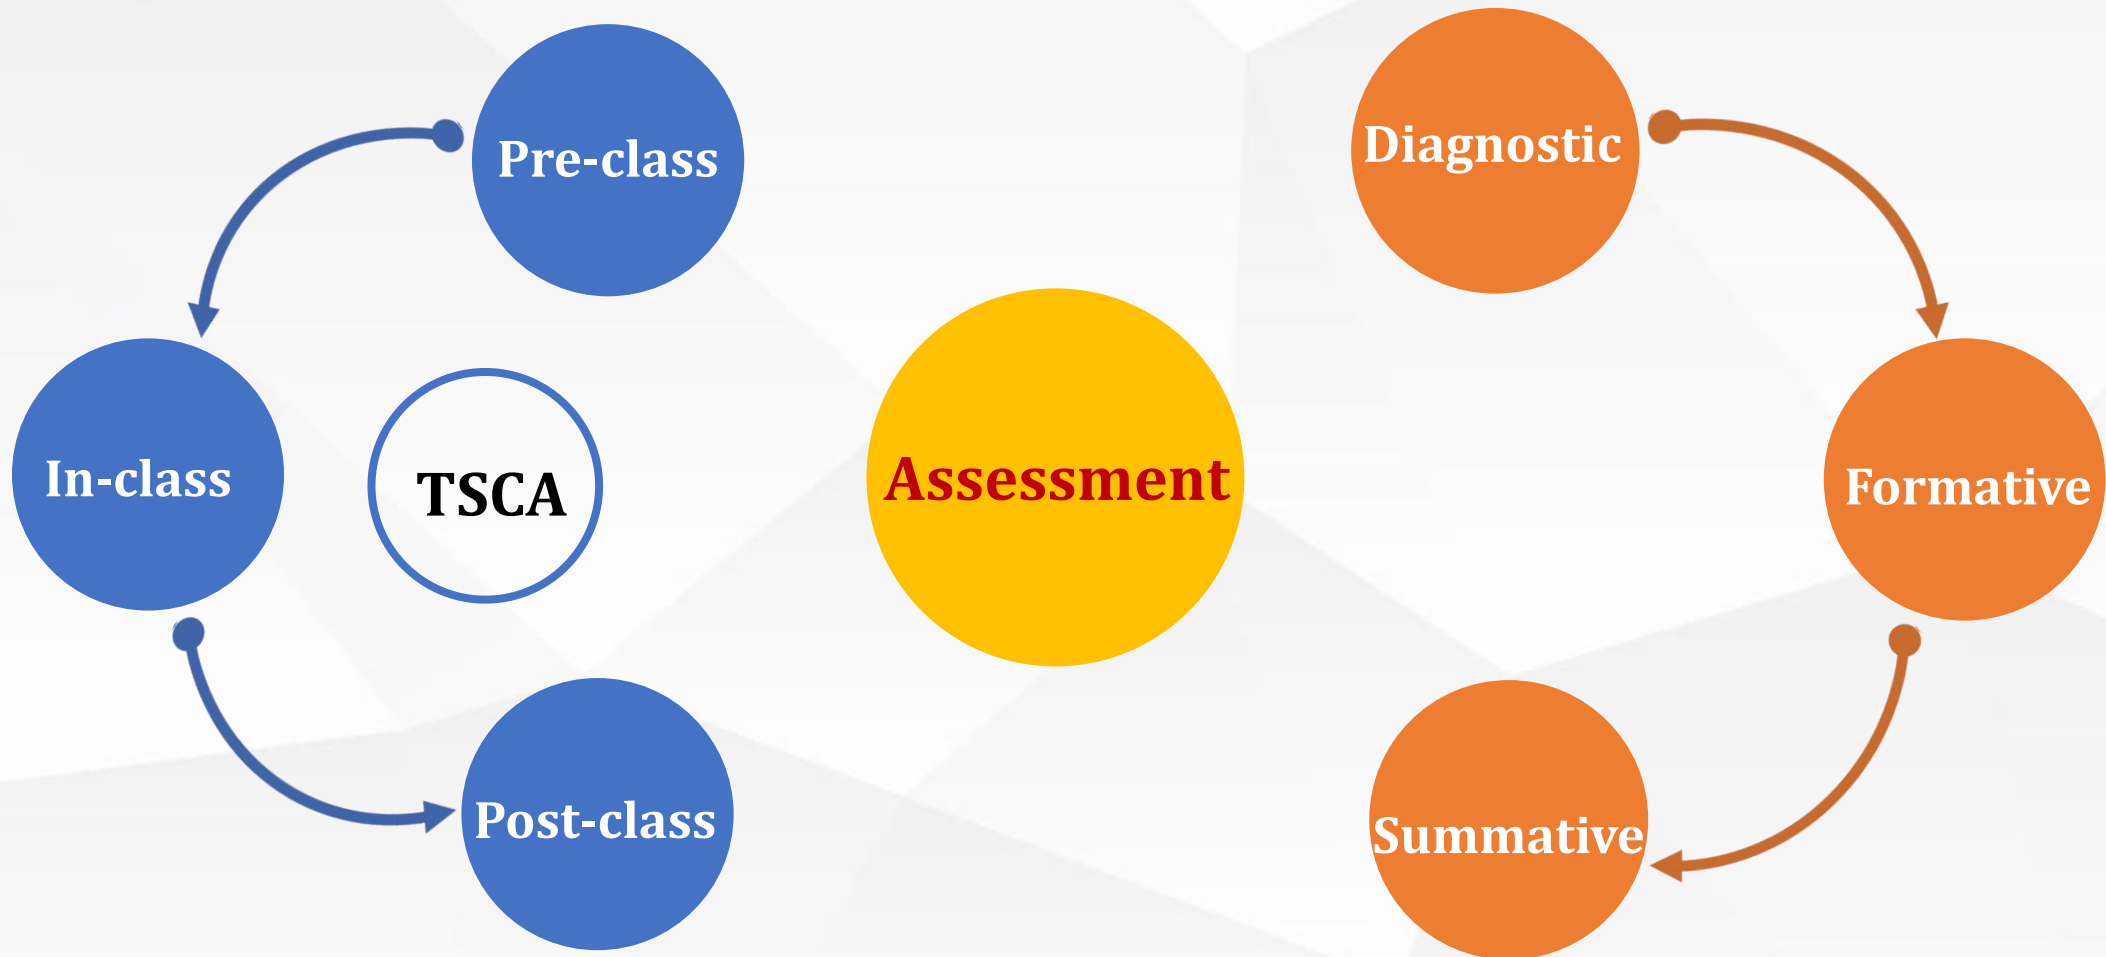 Pre-class
In-class
TSCA
Post-class
Assessment
Diagnostic
Formative
Summative